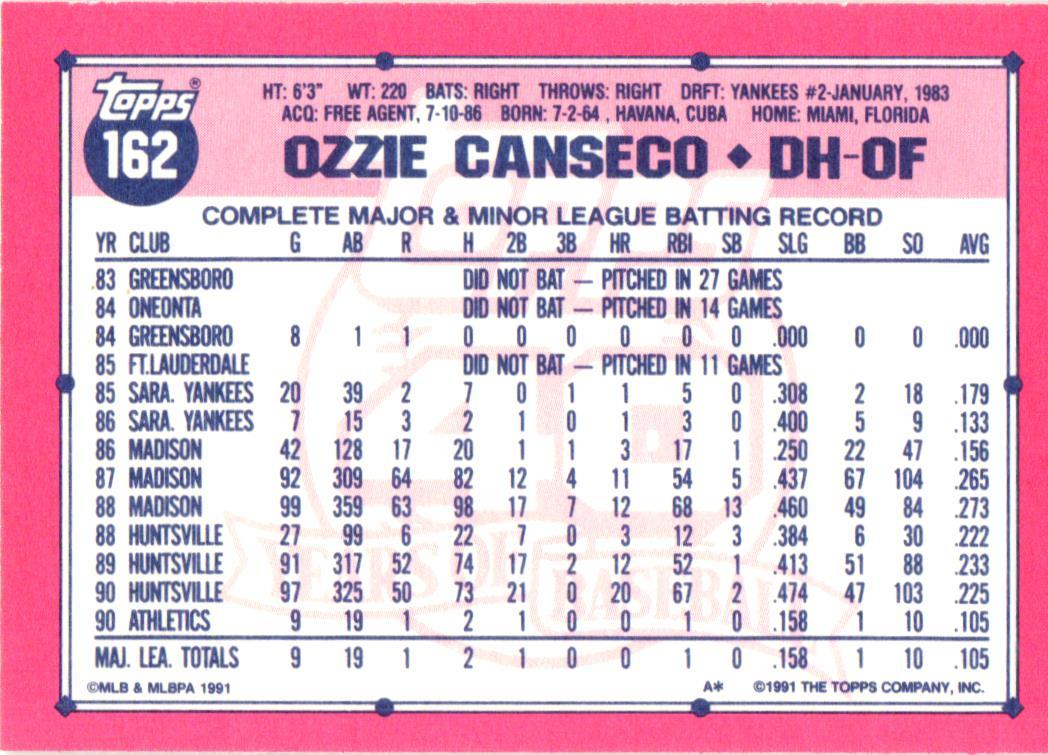 Topps®
162
HT: 6'3" WT: 220 BATS: RIGHT THROWS: RIGHT DRFT: YANKEES #2-JANUARY, 1983
ACQ: FREE AGENT, 7-10-86 BORN: 7-2-64 , HAVANA, CUBA HOME: MIAMI, FLORIDA
OZZIE CANSECO ◆ DH-OF
COMPLETE MAJOR & MINOR LEAGUE BATTING RECORD
YR CLUB G AB R H 2B 3B HR RBI SB SLG BB SO AVG
83 GREENSBORO DID NOT BAT — PITCHED IN 27 GAMES
84 ONEONTA DID NOT BAT — PITCHED IN 14 GAMES
84 GREENSBORO 8 1 1 0 0 0 0 0 0 .000 0 0 .000
85 FT.LAUDERDALE DID NOT BAT — PITCHED IN 11 GAMES
85 SARA. YANKEES 20 39 2 7 0 1 1 5 0 .308 2 18 .179
86 SARA. YANKEES 7 15 3 2 1 0 1 3 0 .400 5 9 .133
86 MADISON 42 128 17 20 1 1 3 17 1 .250 22 47 .156
87 MADISON 92 309 64 82 12 4 11 54 5 .437 67 104 .265
88 MADISON 99 359 63 98 17 7 12 68 13 .460 49 84 .273
88 HUNTSVILLE 27 99 6 22 7 0 3 12 3 .384 6 30 .222
89 HUNTSVILLE 91 317 52 74 17 2 12 52 1 .413 51 88 .233
90 HUNTSVILLE 97 325 50 73 21 0 20 67 2 .474 47 103 .225
90 ATHLETICS 9 19 1 2 1 0 0 1 0 .158 1 10 .105
MAJ. LEA. TOTALS 9 19 1 2 1 0 0 1 0 .158 1 10 .105
©MLB & MLBPA 1991 A* ©1991 THE TOPPS COMPANY, INC.
Topps
40
YEARS OF BASEBALL